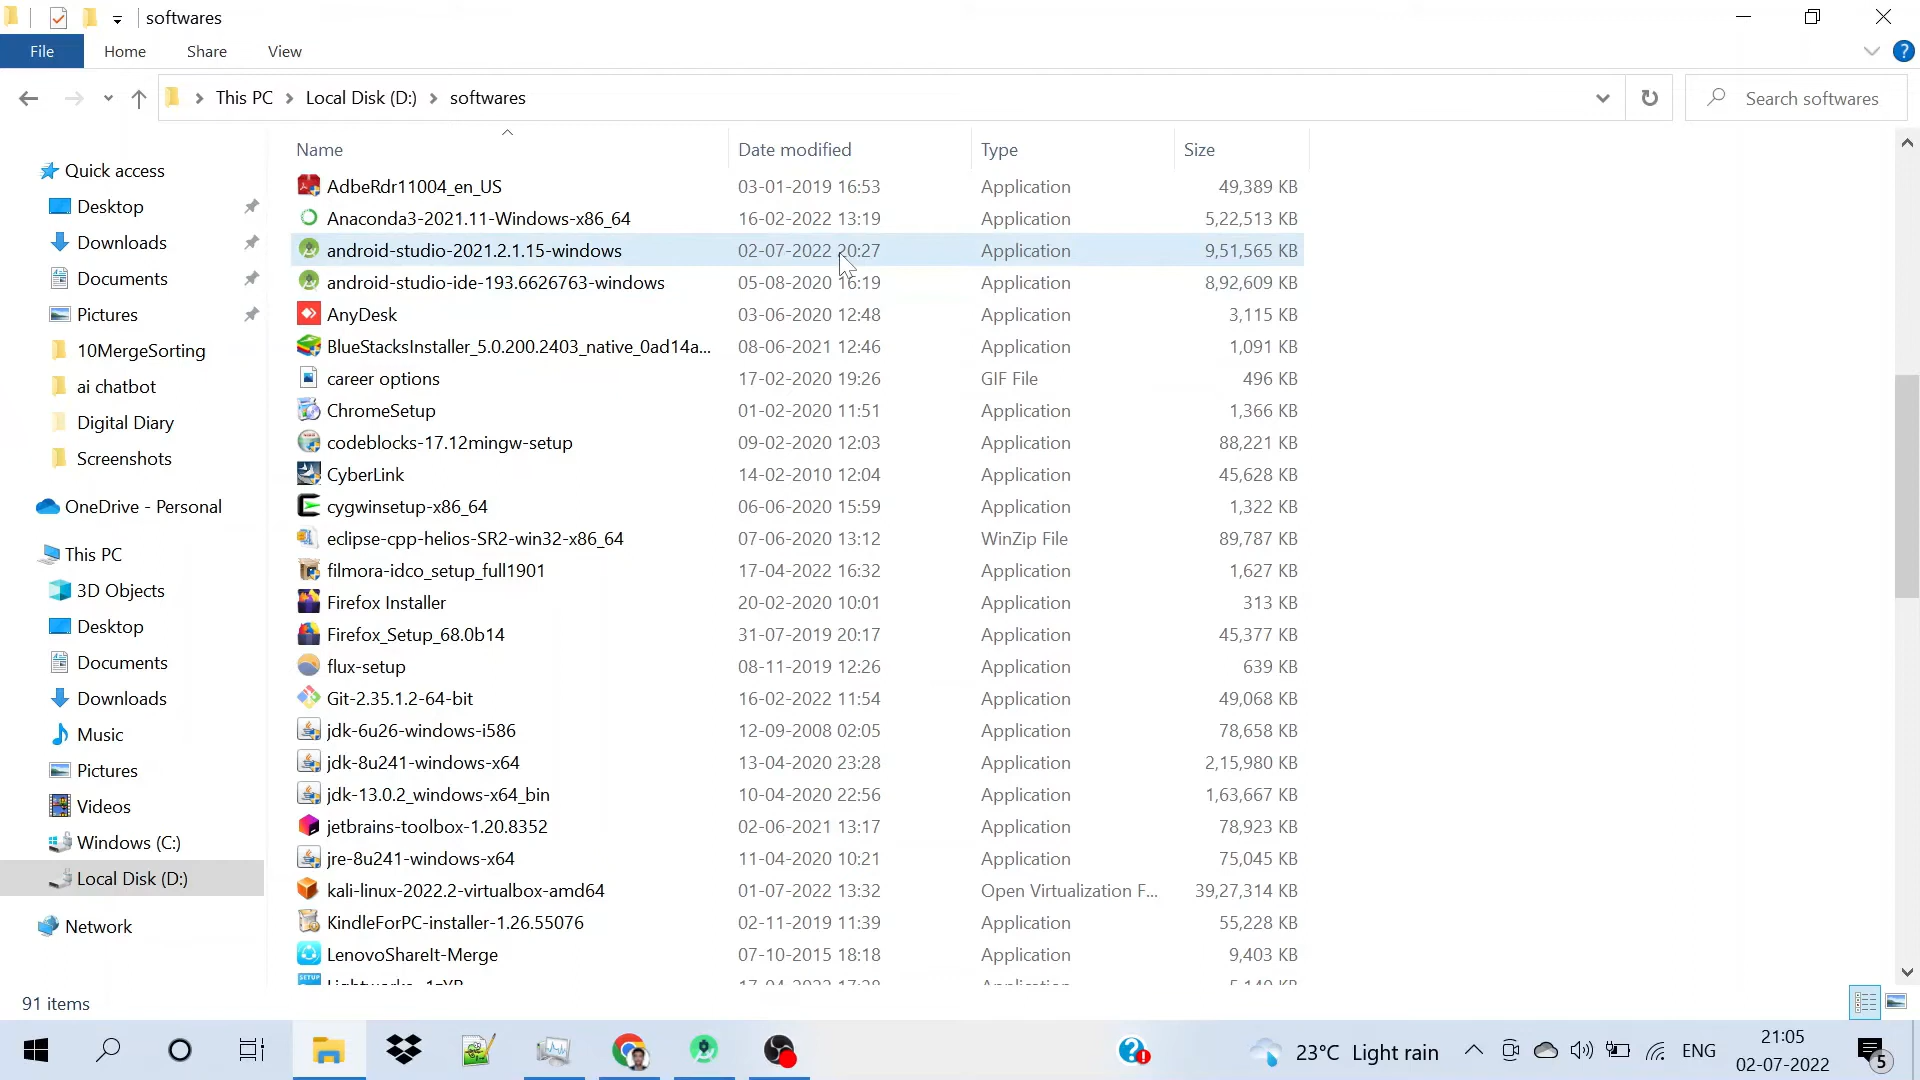 softwares
File Home Share View
This PC Local Disk (D:) softwares Search softwares
Name Date modified Type Size
Quick access
Desktop
Downloads
Documents
Pictures
10MergeSorting
ai chatbot
Digital Diary
Screenshots
OneDrive - Personal
This PC
3D Objects
Desktop
Documents
Downloads
Music
Pictures
Videos
Windows (C:)
Local Disk (D:)
Network
AdbeRdr11004_en_US 03-01-2019 16:53 Application 49,389 KB
Anaconda3-2021.11-Windows-x86_64 16-02-2022 13:19 Application 5,22,513 KB
android-studio-2021.2.1.15-windows 02-07-2022 20:27 Application 9,51,565 KB
android-studio-ide-193.6626763-windows 05-08-2020 16:19 Application 8,92,609 KB
AnyDesk 03-06-2020 12:48 Application 3,115 KB
BlueStacksInstaller_5.0.200.2403_native_0ad14a... 08-06-2021 12:46 Application 1,091 KB
career options 17-02-2020 19:26 GIF File 496 KB
ChromeSetup 01-02-2020 11:51 Application 1,366 KB
codeblocks-17.12mingw-setup 09-02-2020 12:03 Application 88,221 KB
CyberLink 14-02-2010 12:04 Application 45,628 KB
cygwinsetup-x86_64 06-06-2020 15:59 Application 1,322 KB
eclipse-cpp-helios-SR2-win32-x86_64 07-06-2020 13:12 WinZip File 89,787 KB
filmora-idco_setup_full1901 17-04-2022 16:32 Application 1,627 KB
Firefox Installer 20-02-2020 10:01 Application 313 KB
Firefox_Setup_68.0b14 31-07-2019 20:17 Application 45,377 KB
flux-setup 08-11-2019 12:26 Application 639 KB
Git-2.35.1.2-64-bit 16-02-2022 11:54 Application 49,068 KB
jdk-6u26-windows-i586 12-09-2008 02:05 Application 78,658 KB
jdk-8u241-windows-x64 13-04-2020 23:28 Application 2,15,980 KB
jdk-13.0.2_windows-x64_bin 10-04-2020 22:56 Application 1,63,667 KB
jetbrains-toolbox-1.20.8352 02-06-2021 13:17 Application 78,923 KB
jre-8u241-windows-x64 11-04-2020 10:21 Application 75,045 KB
kali-linux-2022.2-virtualbox-amd64 01-07-2022 13:32 Open Virtualization F... 39,27,314 KB
KindleForPC-installer-1.26.55076 02-11-2019 11:39 Application 55,228 KB
LenovoShareIt-Merge 07-10-2015 18:18 Application 9,403 KB
91 items
23°C Light rain ENG 21:05
02-07-2022 5